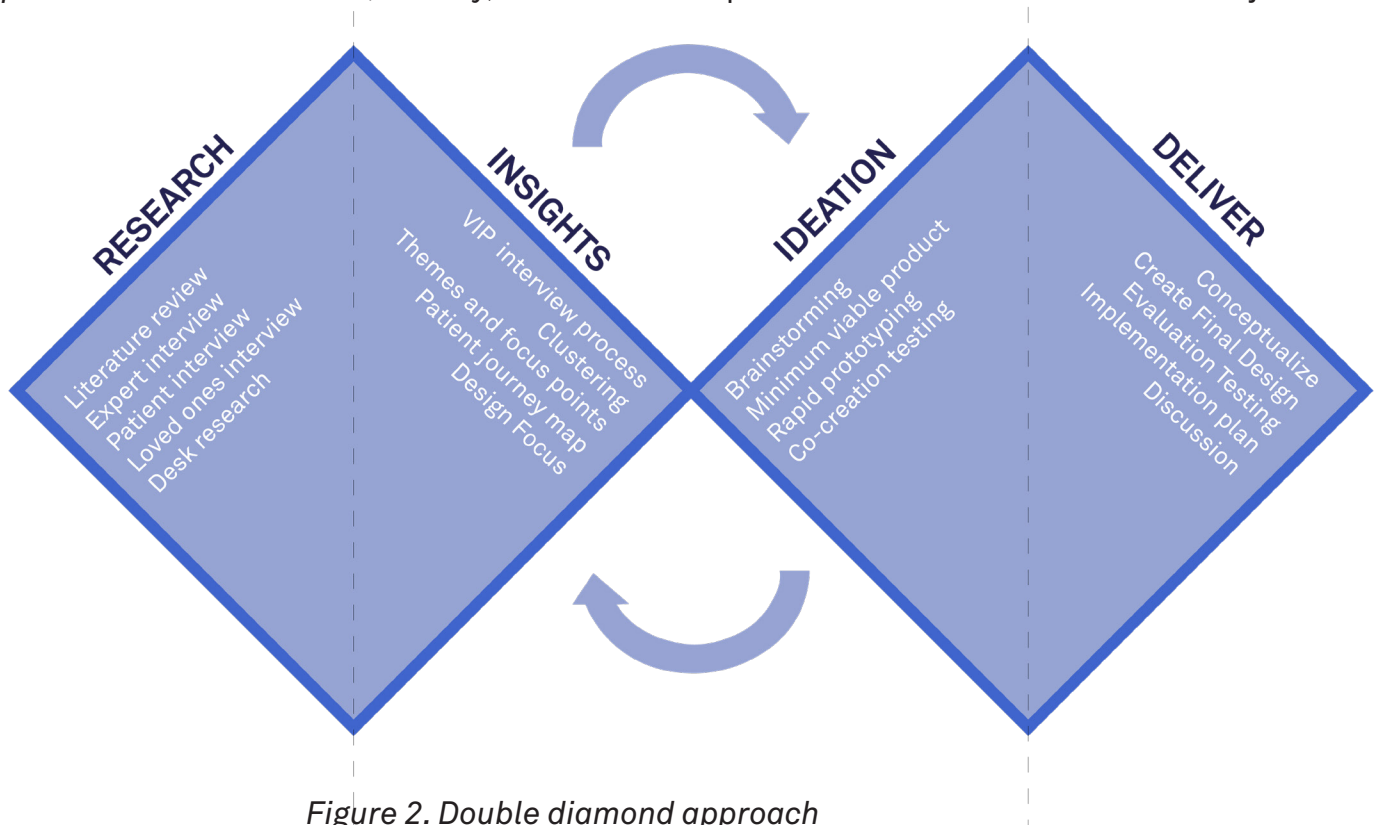 RESEARCH
Literature review
Expert interview
Patient interview
Loved ones interview
Desk research
INSIGHTS
VIP interview process
Clustering
Themes and focus points
Patient journey map
Design Focus
IDEATION
Brainstorming
Minimum viable product
Rapid prototyping
Co-creation testing
DELIVER
Conceptualize
Create Final Design
Evaluation Testing
Implementation plan
Discussion
Figure 2. Double diamond approach